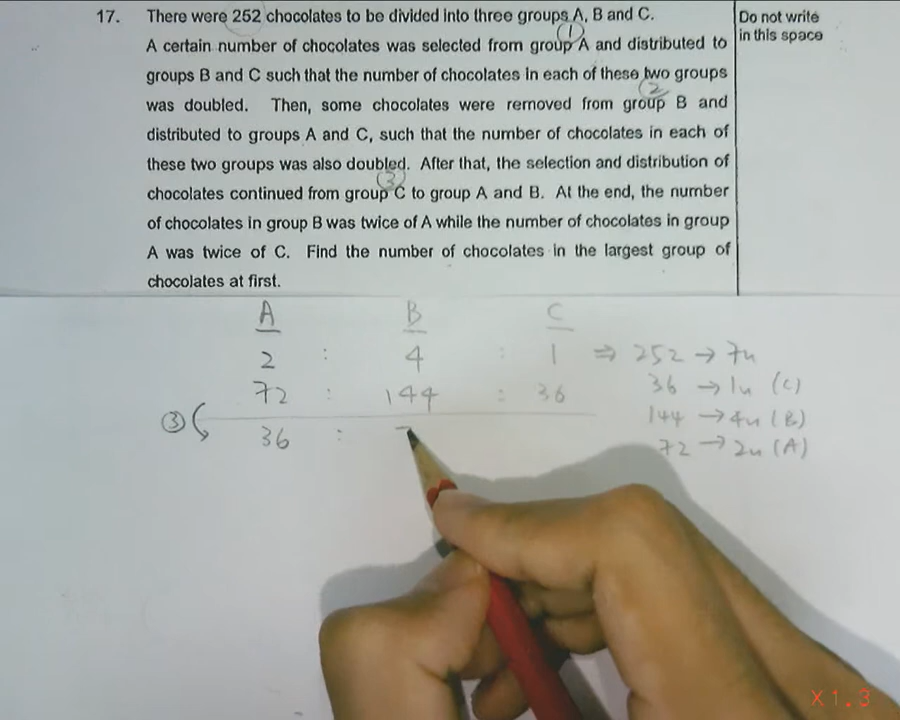 17. There were 252 chocolates to be divided into three groups A, B and C.
A certain number of chocolates was selected from group A and distributed to
groups B and C such that the number of chocolates in each of these two groups
was doubled. Then, some chocolates were removed from group B and
distributed to groups A and C, such that the number of chocolates in each of
these two groups was also doubled. After that, the selection and distribution of
chocolates continued from group C to group A and B. At the end, the number
of chocolates in group B was twice of A while the number of chocolates in group
A was twice of C. Find the number of chocolates in the largest group of
chocolates at first.
Do not write
in this space
1
2
3
A B C
2 : 4 : 1 ⇒ 252 → 7u
72 : 144 : 36 36 → 1u (C)
144 → 4u (B)
③ 36 : 72 → 2u (A)
X1.3